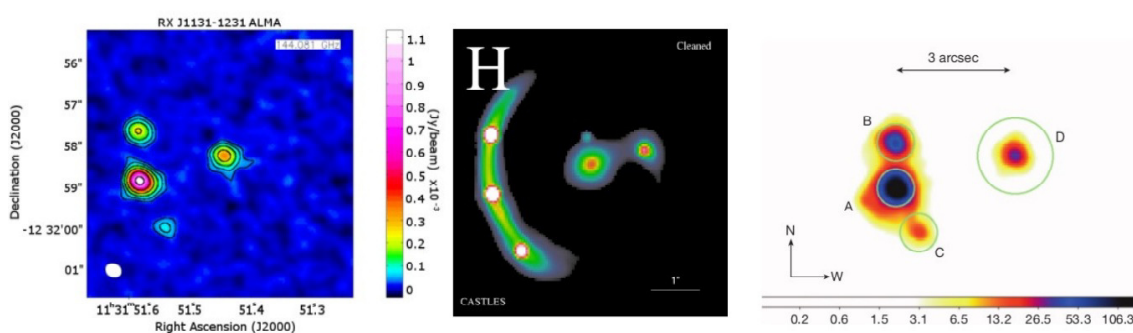 RX J1131-1231 ALMA
144.081 GHz
56"
57"
58"
59"
-12 32'00"
01"
Declination (J2000)
11ʰ31ᵐ51.ˢ6
51.5
51.4
51.3
Right Ascension (J2000)
1.1
1
0.9
0.8
0.7
0.6
0.5
0.4
0.3
0.2
0.1
0
(Jy/beam) x10⁻³
H
Cleaned
CASTLES
1"
3 arcsec
B
D
A
C
N
W
0.2 0.6 1.5 3.1 6.5 13.2 26.5 53.3 106.3